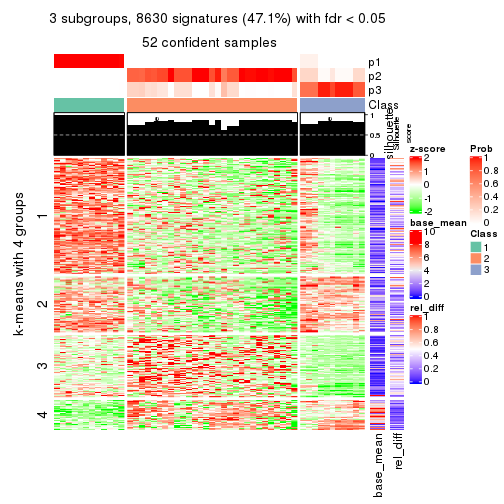 3 subgroups, 8630 signatures (47.1%) with fdr < 0.05
52 confident samples
p1
p2
p3
Class
1
0.5
0
silhouette
silhouette
score
k-means with 4 groups
1
2
3
4
base_mean
rel_diff
z-score
2
1
0
-1
-2
base_mean
10
8
6
4
2
0
rel_diff
1
0.8
0.6
0.4
0.2
0
Prob
1
0.8
0.6
0.4
0.2
0
Class
1
2
3